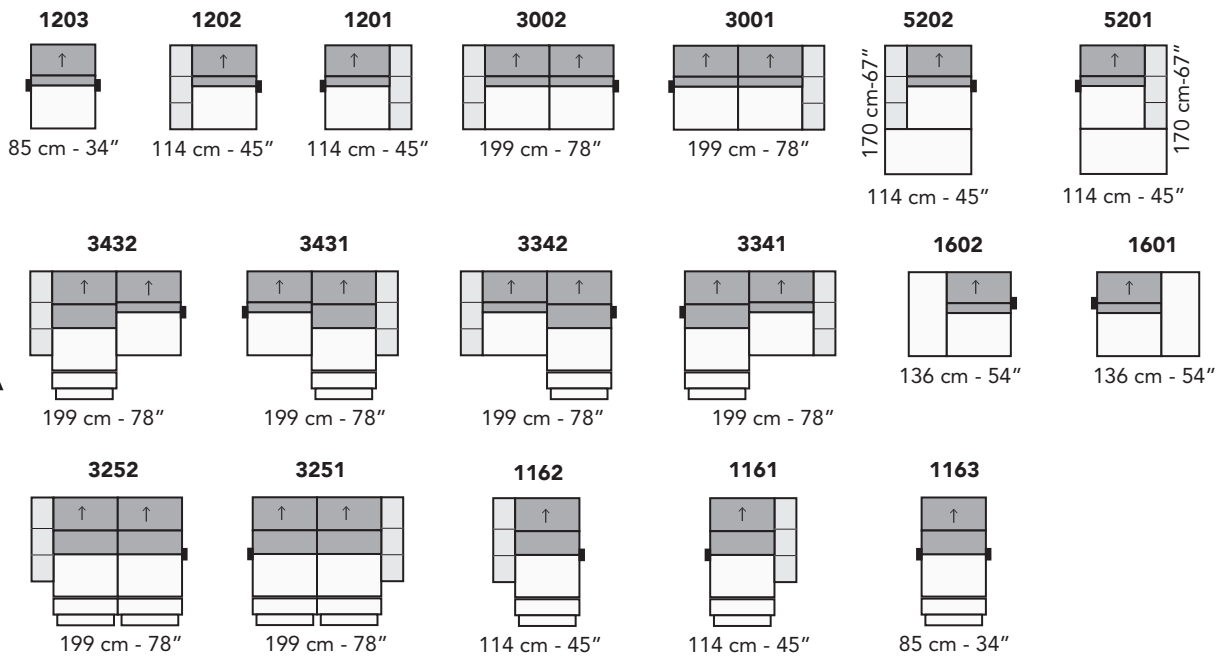 1203 1202 1201 3002 3001 5202 5201
170 cm-67″ 170 cm-67″
85 cm - 34″ 114 cm - 45″ 114 cm - 45″ 199 cm - 78″ 199 cm - 78″
114 cm - 45″ 114 cm - 45″
3432 3431 3342 3341 1602 1601
136 cm - 54″ 136 cm - 54″
199 cm - 78″ 199 cm - 78″ 199 cm - 78″ 199 cm - 78″
3252 3251 1162 1161 1163
199 cm - 78″ 199 cm - 78″ 114 cm - 45″ 114 cm - 45″ 85 cm - 34″